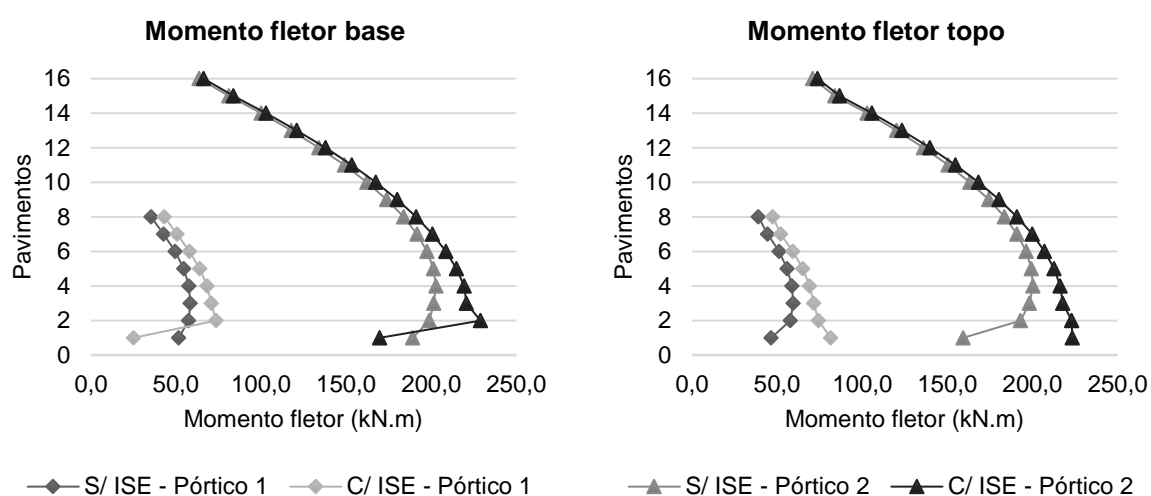 Momento fletor base
16
14
12
10
8
6
4
2
0
Pavimentos
0,0 50,0 100,0 150,0 200,0 250,0
Momento fletor (kN.m)
Momento fletor topo
16
14
12
10
8
6
4
2
0
Pavimentos
0,0 50,0 100,0 150,0 200,0 250,0
Momento fletor (kN.m)
S/ ISE - Pórtico 1 C/ ISE - Pórtico 1 S/ ISE - Pórtico 2 C/ ISE - Pórtico 2